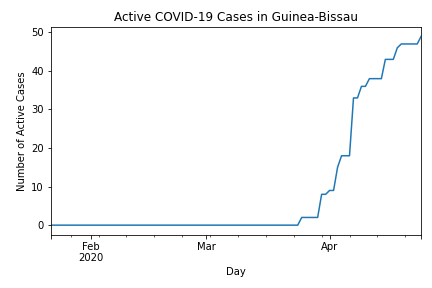 Active COVID-19 Cases in Guinea-Bissau
50
40
30
20
10
0
Number of Active Cases
Feb
2020
Mar
Apr
Day